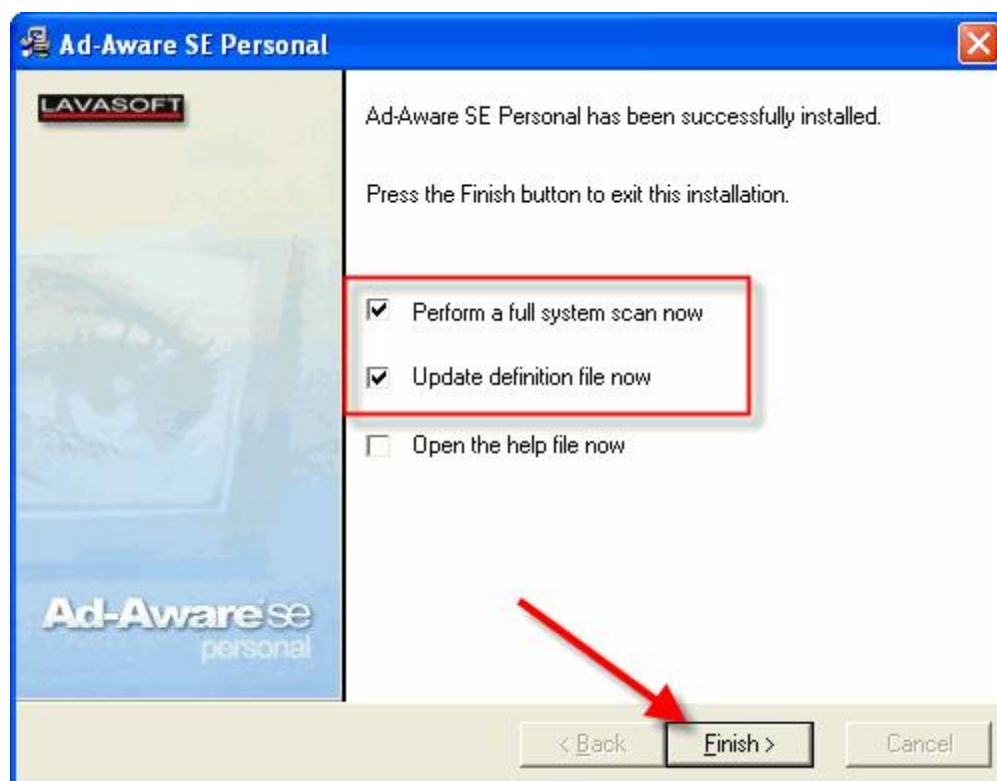 Ad-Aware SE Personal
LAVASOFT
Ad-Aware SE Personal has been successfully installed.
Press the Finish button to exit this installation.
Perform a full system scan now
Update definition file now
Open the help file now
Ad-Aware se
personal
< Back
Finish >
Cancel